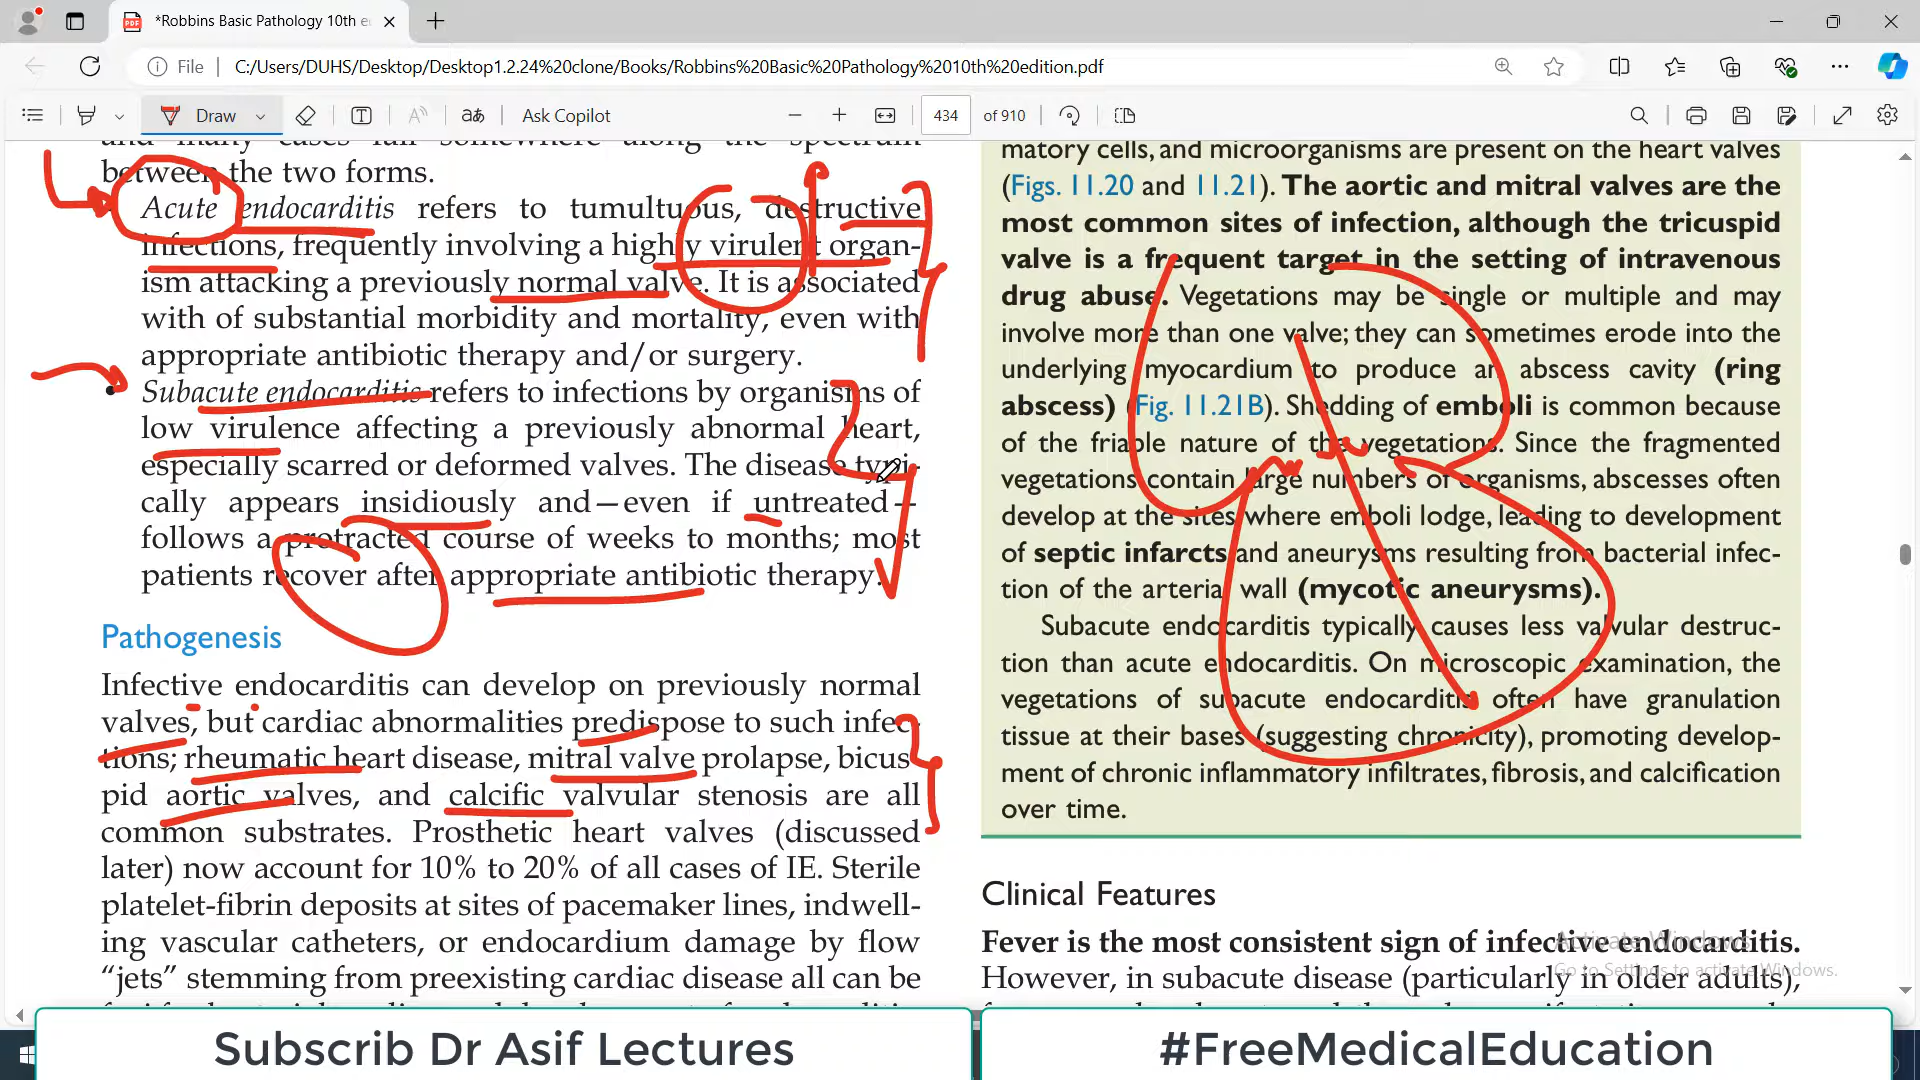 *Robbins Basic Pathology 10th e
File
C:/Users/DUHS/Desktop/Desktop1.2.24%20clone/Books/Robbins%20Basic%20Pathology%2010th%20edition.pdf
Draw
Ask Copilot
434 of 910
and many cases fall somewhere along the spectrum
between the two forms.
Acute endocarditis refers to tumultuous, destructive
infections, frequently involving a highly virulent organ-
ism attacking a previously normal valve. It is associated
with of substantial morbidity and mortality, even with
appropriate antibiotic therapy and/or surgery.
• Subacute endocarditis refers to infections by organisms of
low virulence affecting a previously abnormal heart,
especially scarred or deformed valves. The disease typi-
cally appears insidiously and—even if untreated—
follows a protracted course of weeks to months; most
patients recover after appropriate antibiotic therapy.
Pathogenesis
Infective endocarditis can develop on previously normal
valves, but cardiac abnormalities predispose to such infec-
tions; rheumatic heart disease, mitral valve prolapse, bicus-
pid aortic valves, and calcific valvular stenosis are all
common substrates. Prosthetic heart valves (discussed
later) now account for 10% to 20% of all cases of IE. Sterile
platelet-fibrin deposits at sites of pacemaker lines, indwell-
ing vascular catheters, or endocardium damage by flow
“jets” stemming from preexisting cardiac disease all can be
matory cells, and microorganisms are present on the heart valves
(Figs. 11.20 and 11.21). The aortic and mitral valves are the
most common sites of infection, although the tricuspid
valve is a frequent target in the setting of intravenous
drug abuse. Vegetations may be single or multiple and may
involve more than one valve; they can sometimes erode into the
underlying myocardium to produce an abscess cavity (ring
abscess) (Fig. 11.21B). Shedding of emboli is common because
of the friable nature of the vegetations. Since the fragmented
vegetations contain large numbers of organisms, abscesses often
develop at the sites where emboli lodge, leading to development
of septic infarcts and aneurysms resulting from bacterial infec-
tion of the arterial wall (mycotic aneurysms).
Subacute endocarditis typically causes less valvular destruc-
tion than acute endocarditis. On microscopic examination, the
vegetations of subacute endocarditis often have granulation
tissue at their bases (suggesting chronicity), promoting develop-
ment of chronic inflammatory infiltrates, fibrosis, and calcification
over time.
Clinical Features
Fever is the most consistent sign of infective endocarditis.
However, in subacute disease (particularly in older adults),
Activate Windows
Go to Settings to activate Windows.
Subscrib Dr Asif Lectures
#FreeMedicalEducation